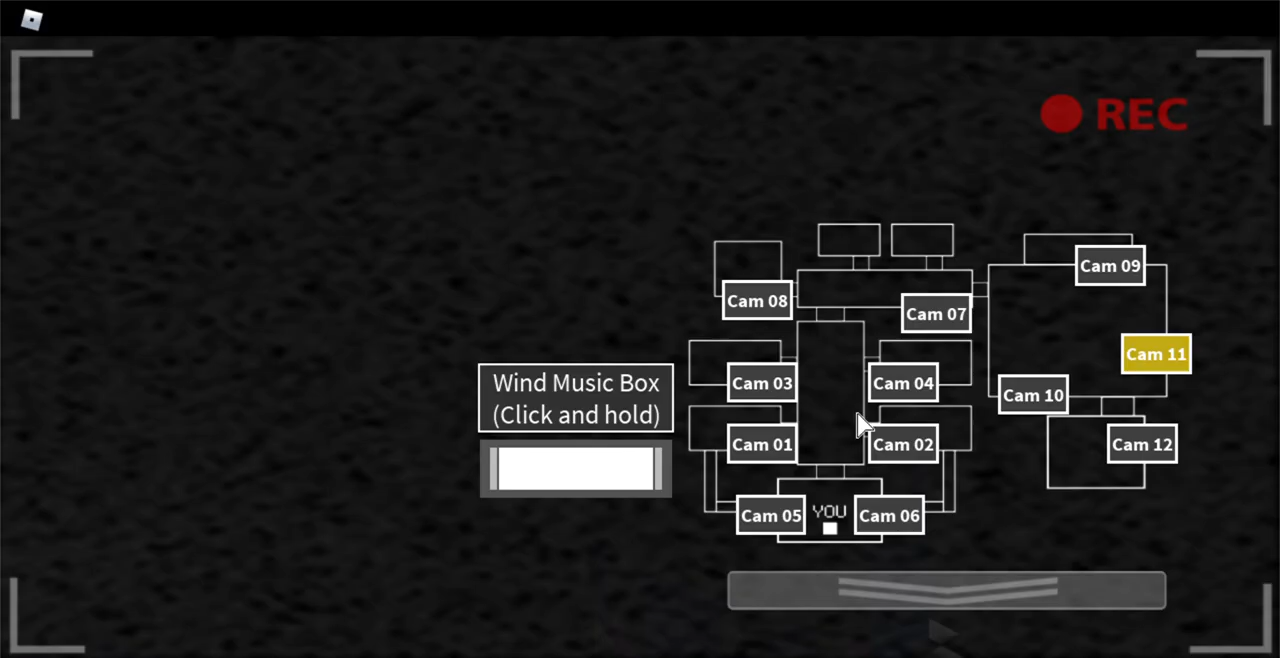 REC
Cam 09
Cam 08
Cam 07
Cam 11
Wind Music Box
(Click and hold)
Cam 03
Cam 04
Cam 10
Cam 01
Cam 02
Cam 12
Cam 05
YOU
Cam 06